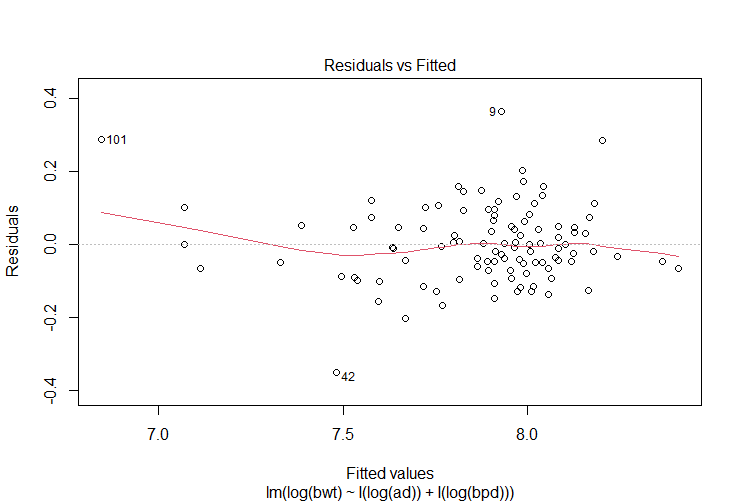 Residuals vs Fitted
0.4
0.2
0.0
-0.2
-0.4
Residuals
101
9
42
7.0 7.5 8.0
Fitted values
lm(log(bwt) ~ I(log(ad)) + I(log(bpd)))